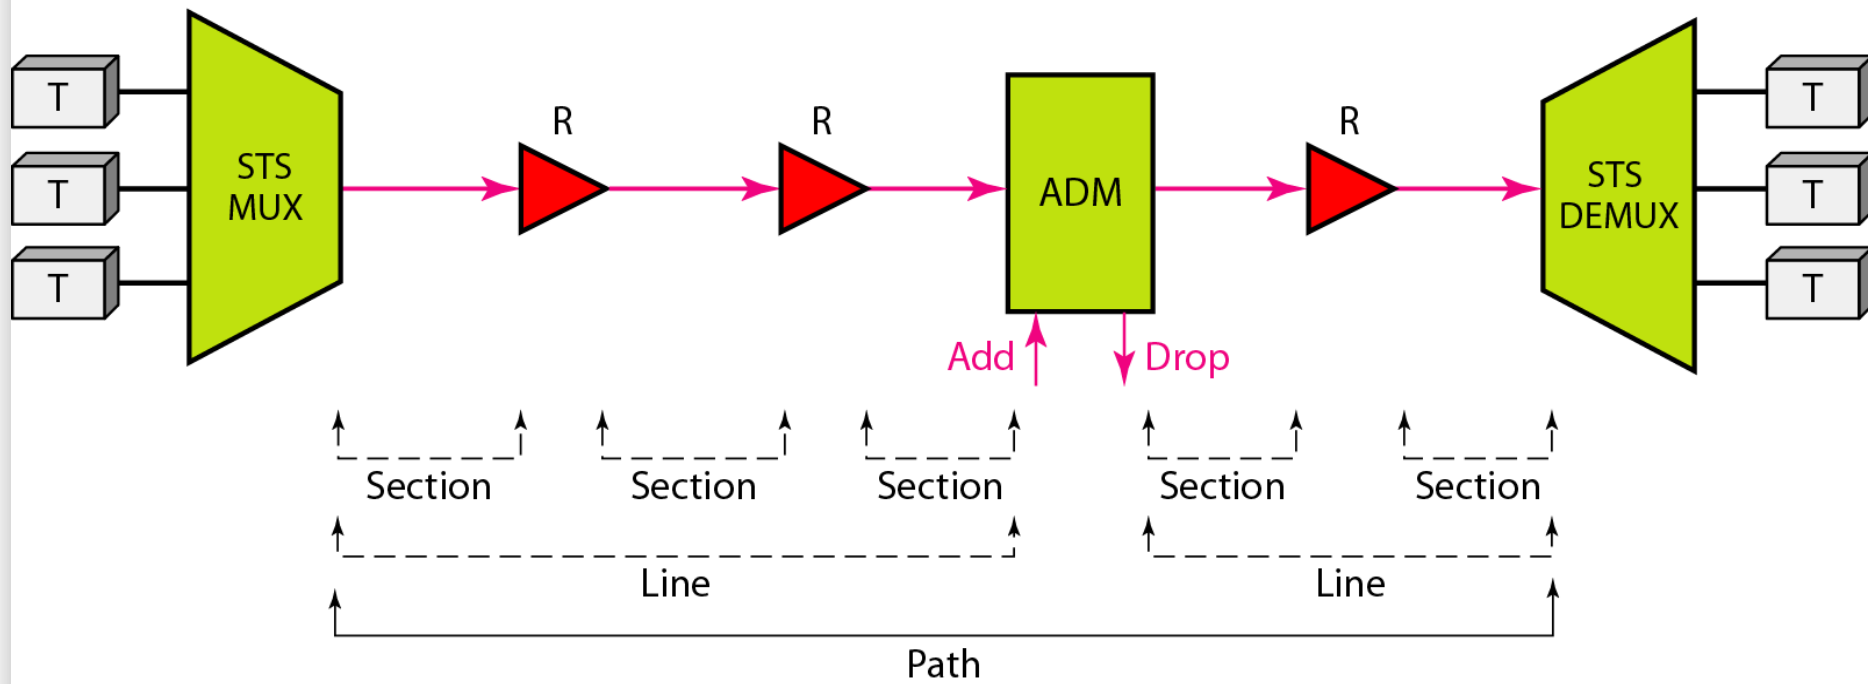 T
T
T
STS
MUX
R
R
ADM
R
STS
DEMUX
T
T
T
Add
Drop
Section
Section
Section
Section
Section
Line
Line
Path